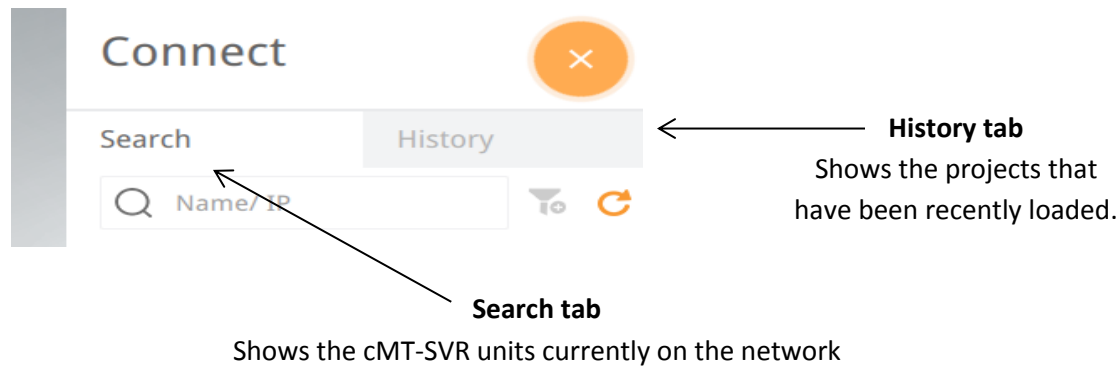 Connect
Search
History
Name/ IP
History tab
Shows the projects that
have been recently loaded.
Search tab
Shows the cMT-SVR units currently on the network